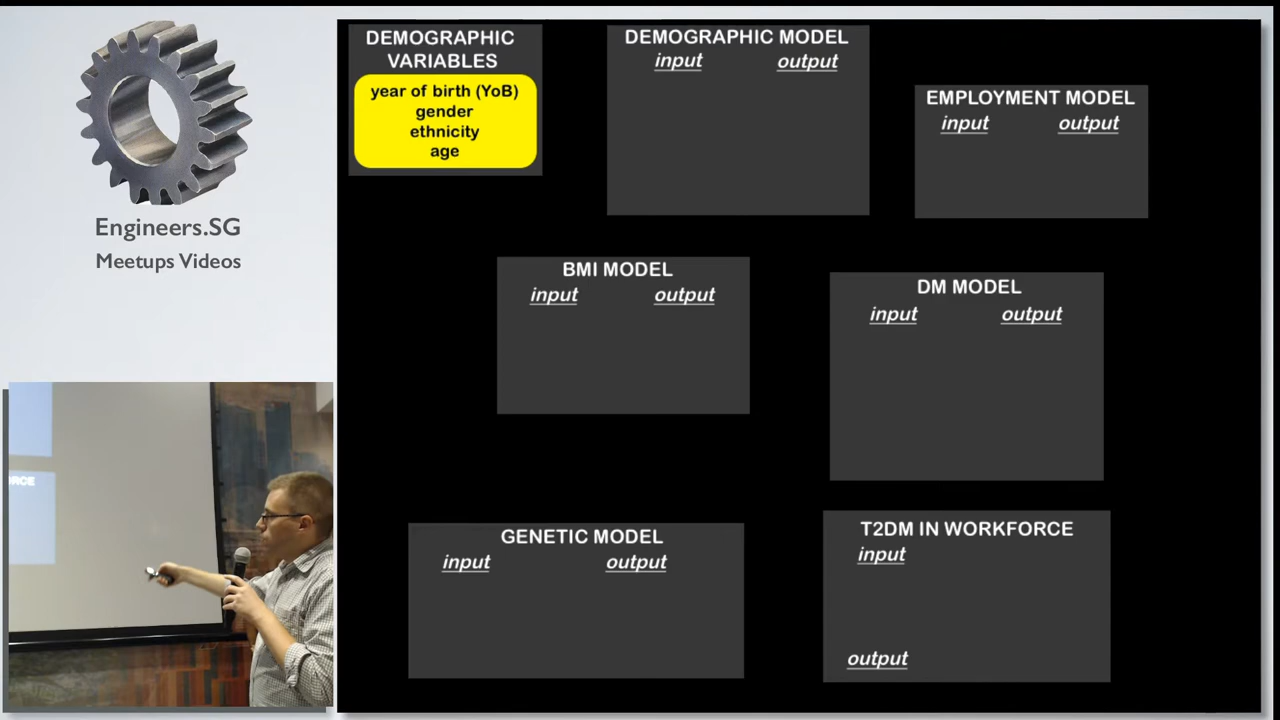 Engineers.SG
Meetups Videos
DEMOGRAPHIC
VARIABLES
year of birth (YoB)
gender
ethnicity
age
DEMOGRAPHIC MODEL
input output
EMPLOYMENT MODEL
input output
BMI MODEL
input output
DM MODEL
input output
GENETIC MODEL
input output
T2DM IN WORKFORCE
input
output
RCE